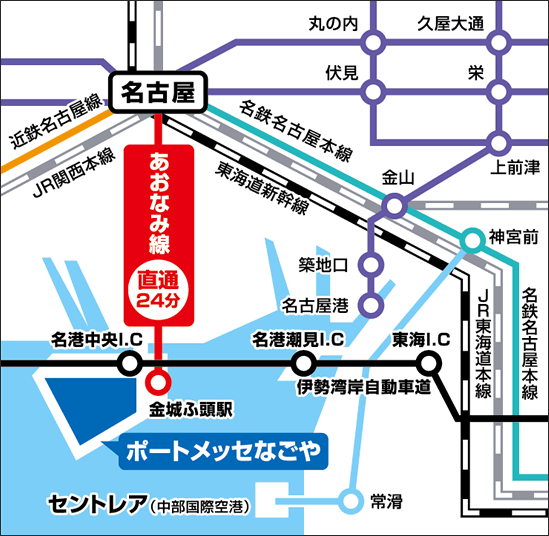 丸の内
久屋大通
伏見
栄
名古屋
近鉄名古屋線
JR関西本線
名鉄名古屋本線
東海道新幹線
上前津
金山
あおなみ線
直通
24分
神宮前
築地口
名古屋港
名港中央I.C
名港潮見I.C
東海I.C
JR東海道本線
名鉄名古屋本線
伊勢湾岸自動車道
金城ふ頭駅
ポートメッセなごや
セントレア(中部国際空港)
常滑